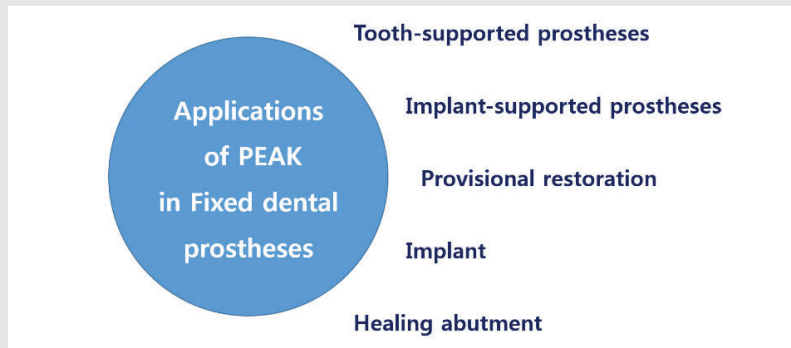 Applications
of PEAK
in Fixed dental
prostheses
Tooth-supported prostheses
Implant-supported prostheses
Provisional restoration
Implant
Healing abutment